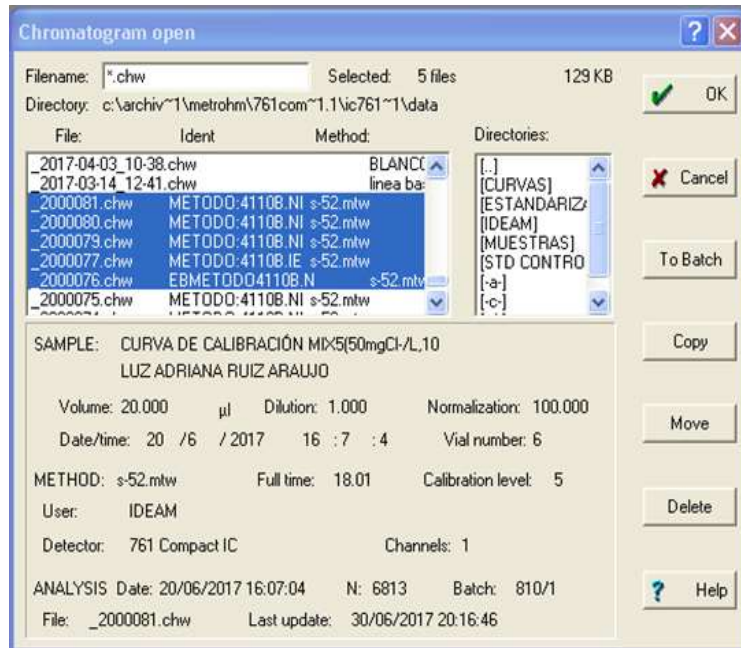 Chromatogram open
Filename: *.chw Selected: 5 files 129 KB
Directory: c:\archiv~1\metrohm\761com~1.1\ic761~1\data
File: Ident Method: Directories:
_2017-04-03_10-38.chw BLANCO
_2017-03-14_12-41.chw linea ba
_2000081.chw METODO:4110B.NI s-52.mtw
_2000080.chw METODO:4110B.NI s-52.mtw
_2000079.chw METODO:4110B.NI s-52.mtw
_2000077.chw METODO:4110B.IE s-52.mtw
_2000076.chw EBMETODO4110B.N s-52.mtw
_2000075.chw METODO:4110B.NI s-52.mtw
[..]
[CURVAS]
[ESTANDARIZA
[IDEAM]
[MUESTRAS]
[STD CONTRO
[-a-]
[-c-]
OK
Cancel
To Batch
Copy
Move
Delete
Help
SAMPLE: CURVA DE CALIBRACIÓN MIX5(50mgCl-/L,10
LUZ ADRIANA RUIZ ARAUJO
Volume: 20.000 µl Dilution: 1.000 Normalization: 100.000
Date/time: 20 /6 /2017 16 :7 :4 Vial number: 6
METHOD: s-52.mtw Full time: 18.01 Calibration level: 5
User: IDEAM
Detector: 761 Compact IC Channels: 1
ANALYSIS Date: 20/06/2017 16:07:04 N: 6813 Batch: 810/1
File: _2000081.chw Last update: 30/06/2017 20:16:46